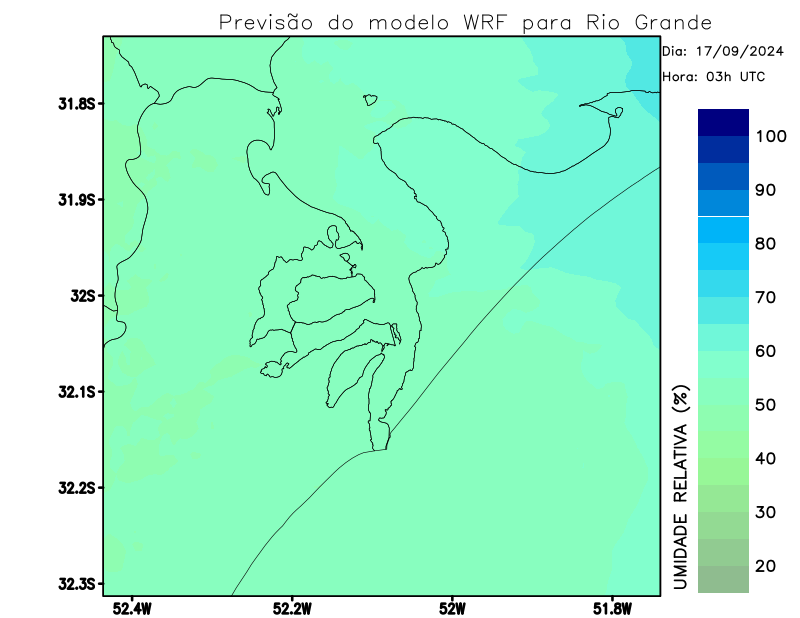 Previsão do modelo WRF para Rio Grande
Dia: 17/09/2024
Hora: 03h UTC
31.8S
31.9S
32S
32.1S
32.2S
32.3S
52.4W
52.2W
52W
51.8W
100
90
80
70
60
50
40
30
20
UMIDADE RELATIVA (%)